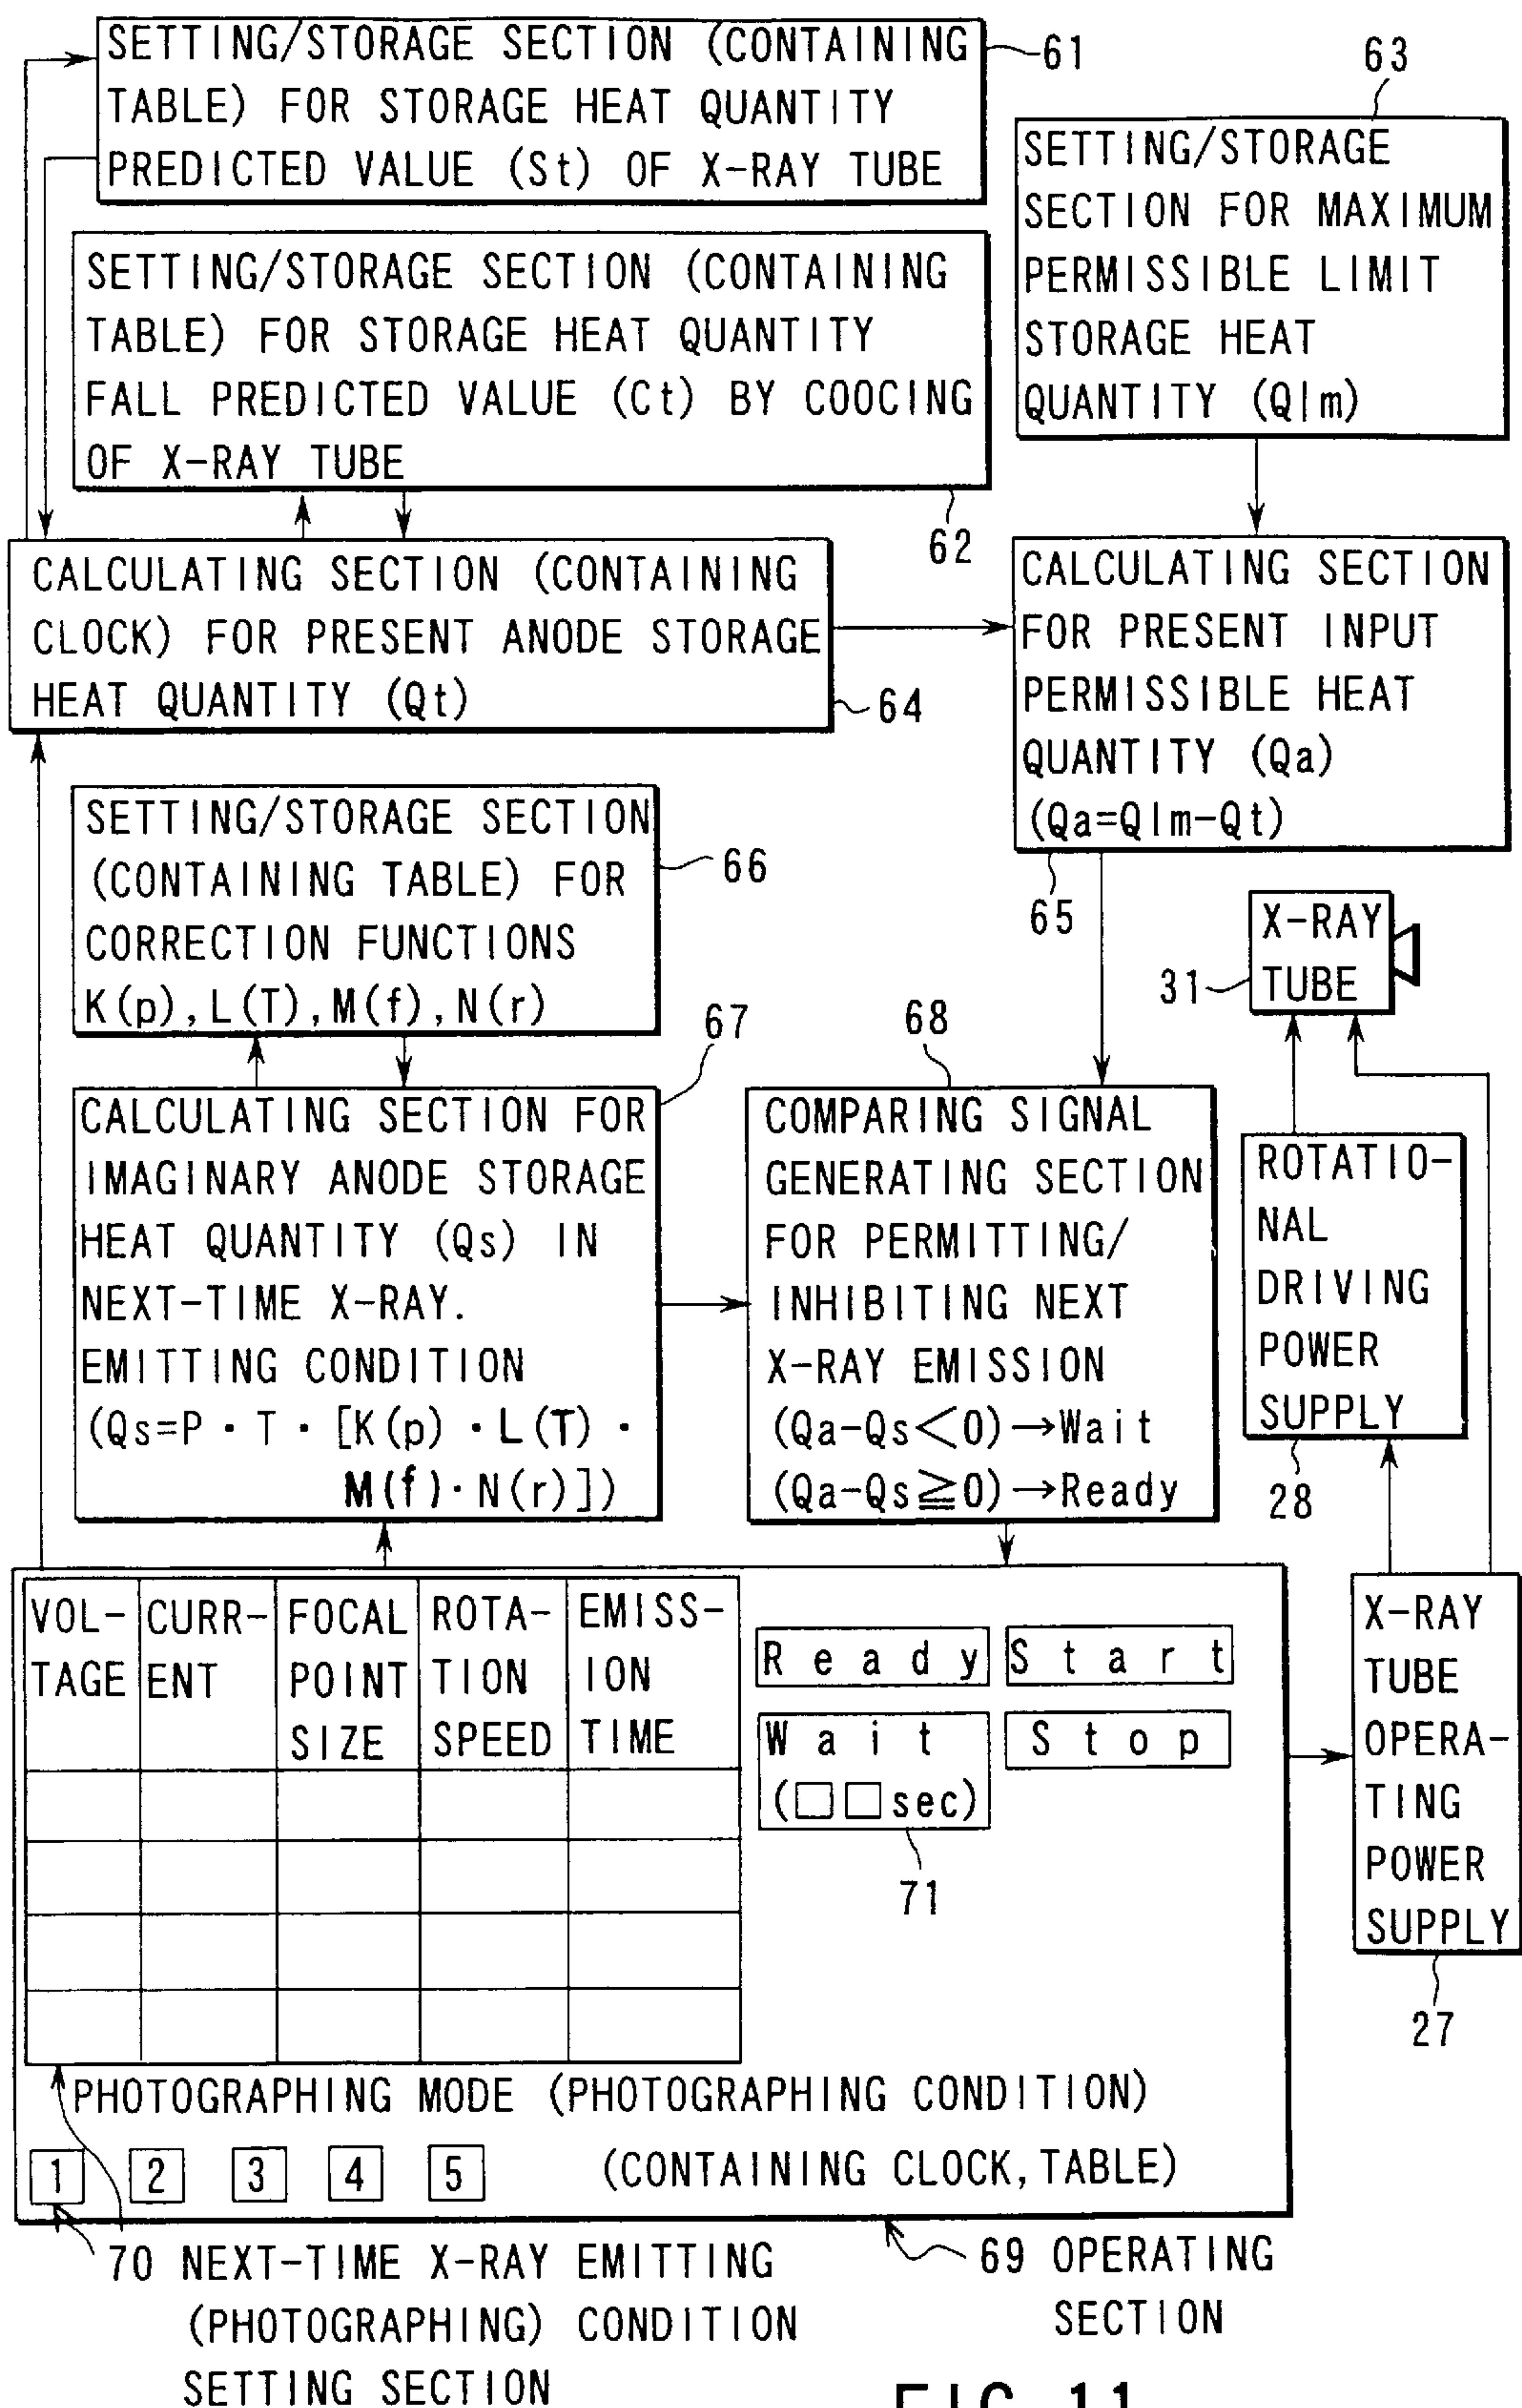 SETTING/STORAGE SECTION (CONTAINING
TABLE) FOR STORAGE HEAT QUANTITY
PREDICTED VALUE (St) OF X-RAY TUBE
61
63
SETTING/STORAGE
SECTION FOR MAXIMUM
PERMISSIBLE LIMIT
STORAGE HEAT
QUANTITY (Qlm)
SETTING/STORAGE SECTION (CONTAINING
TABLE) FOR STORAGE HEAT QUANTITY
FALL PREDICTED VALUE (Ct) BY COOCING
OF X-RAY TUBE
62
CALCULATING SECTION (CONTAINING
CLOCK) FOR PRESENT ANODE STORAGE
HEAT QUANTITY (Qt)
64
CALCULATING SECTION
FOR PRESENT INPUT
PERMISSIBLE HEAT
QUANTITY (Qa)
(Qa=Qlm-Qt)
65
SETTING/STORAGE SECTION
(CONTAINING TABLE) FOR
CORRECTION FUNCTIONS
K(p),L(T),M(f),N(r)
66
X-RAY
TUBE
31
67
CALCULATING SECTION FOR
IMAGINARY ANODE STORAGE
HEAT QUANTITY (Qs) IN
NEXT-TIME X-RAY.
EMITTING CONDITION
(Qs=P・T・[K(p)・L(T)・
M(f)・N(r)])
68
COMPARING SIGNAL
GENERATING SECTION
FOR PERMITTING/
INHIBITING NEXT
X-RAY EMISSION
(Qa-Qs<0)→Wait
(Qa-Qs≧0)→Ready
ROTATIO-
NAL
DRIVING
POWER
SUPPLY
28
VOL-
TAGE
CURR-
ENT
FOCAL
POINT
SIZE
ROTA-
TION
SPEED
EMISS-
ION
TIME
Ready
Start
Wait
(□□sec)
Stop
71
X-RAY
TUBE
OPERA-
TING
POWER
SUPPLY
27
PHOTOGRAPHING MODE (PHOTOGRAPHING CONDITION)
1 2 3 4 5
(CONTAINING CLOCK,TABLE)
70 NEXT-TIME X-RAY EMITTING
(PHOTOGRAPHING) CONDITION
SETTING SECTION
69 OPERATING
SECTION
FIG.11